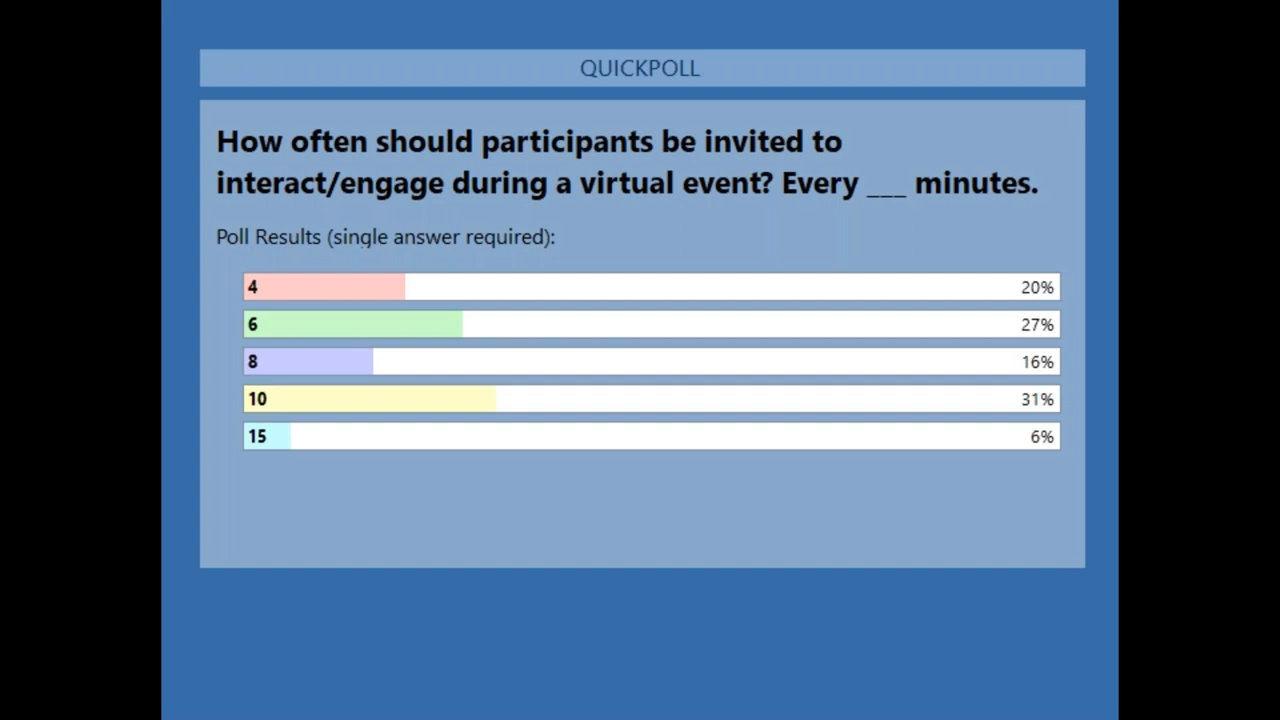 QUICKPOLL
How often should participants be invited to
interact/engage during a virtual event? Every ___ minutes.
Poll Results (single answer required):
4 20%
6 27%
8 16%
10 31%
15 6%